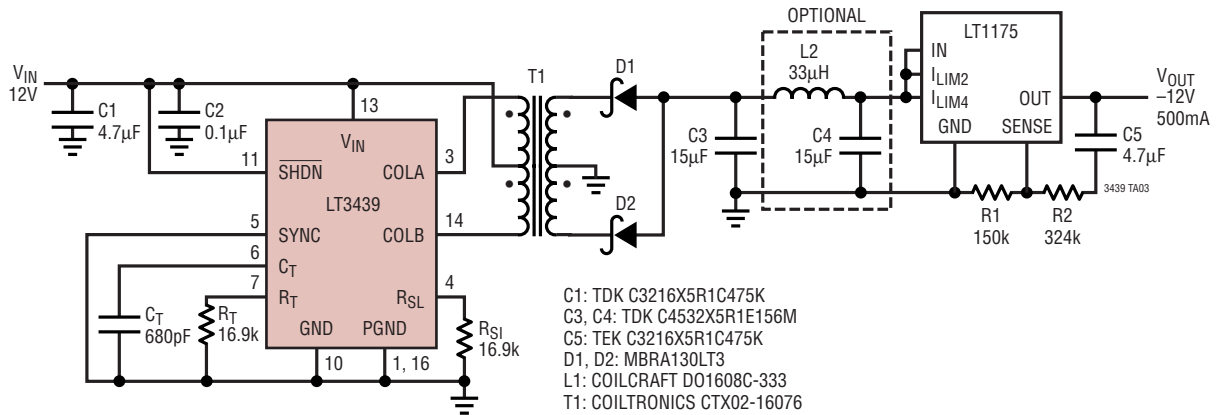 OPTIONAL
VIN
12V
C1
4.7µF
C2
0.1µF
13
VIN
11
SHDN
COLA
3
LT3439
5
SYNC
COLB
14
6
CT
7
RT
RSL
4
GND
PGND
10
1, 16
CT
680pF
RT
16.9k
RSI
16.9k
T1
D1
D2
L2
33µH
C3
15µF
C4
15µF
LT1175
IN
ILIM2
ILIM4
OUT
GND
SENSE
VOUT
–12V
500mA
C5
4.7µF
3439 TA03
R1
150k
R2
324k
C1: TDK C3216X5R1C475K
C3, C4: TDK C4532X5R1E156M
C5: TEK C3216X5R1C475K
D1, D2: MBRA130LT3
L1: COILCRAFT DO1608C-333
T1: COILTRONICS CTX02-16076